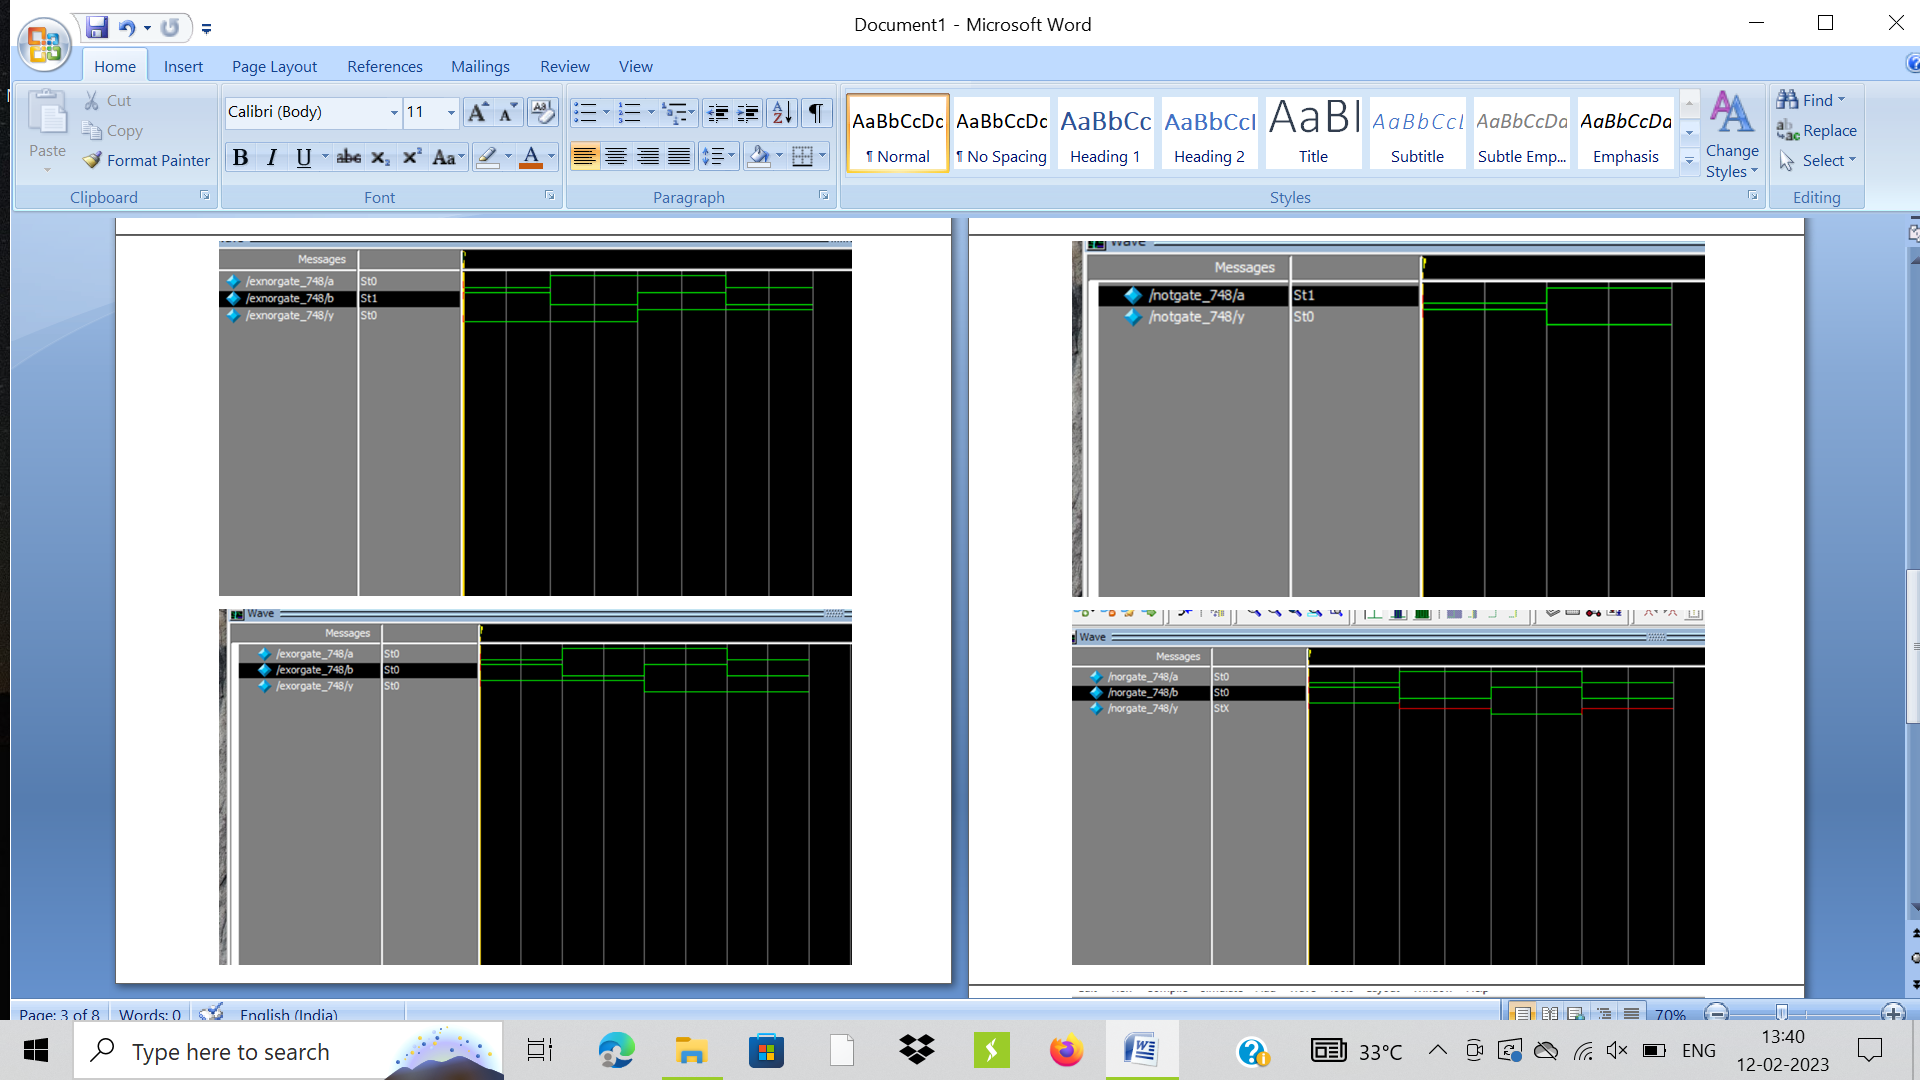 Document1 - Microsoft Word
Home Insert Page Layout References Mailings Review View
Paste
Cut
Copy
Format Painter
Clipboard
Calibri (Body) 11
Font
Paragraph
AaBbCcDc AaBbCcDc AaBbCc AaBbCcI AaBl AaBbCcL AaBbCcDa AaBbCcDa
¶ Normal ¶ No Spacing Heading 1 Heading 2 Title Subtitle Subtle Emp... Emphasis
Styles
Change Styles
Find
Replace
Select
Editing
Messages
/exnorgate_748/a St0
/exnorgate_748/b St1
/exnorgate_748/y St0
Wave
Messages
/exorgate_748/a St0
/exorgate_748/b St0
/exorgate_748/y St0
Wave
Messages
/notgate_748/a St1
/notgate_748/y St0
Wave
Messages
/norgate_748/a St0
/norgate_748/b St0
/norgate_748/y StX
Page: 3 of 8 Words: 0 English (India) 70%
Type here to search
33°C ENG
13:40
12-02-2023